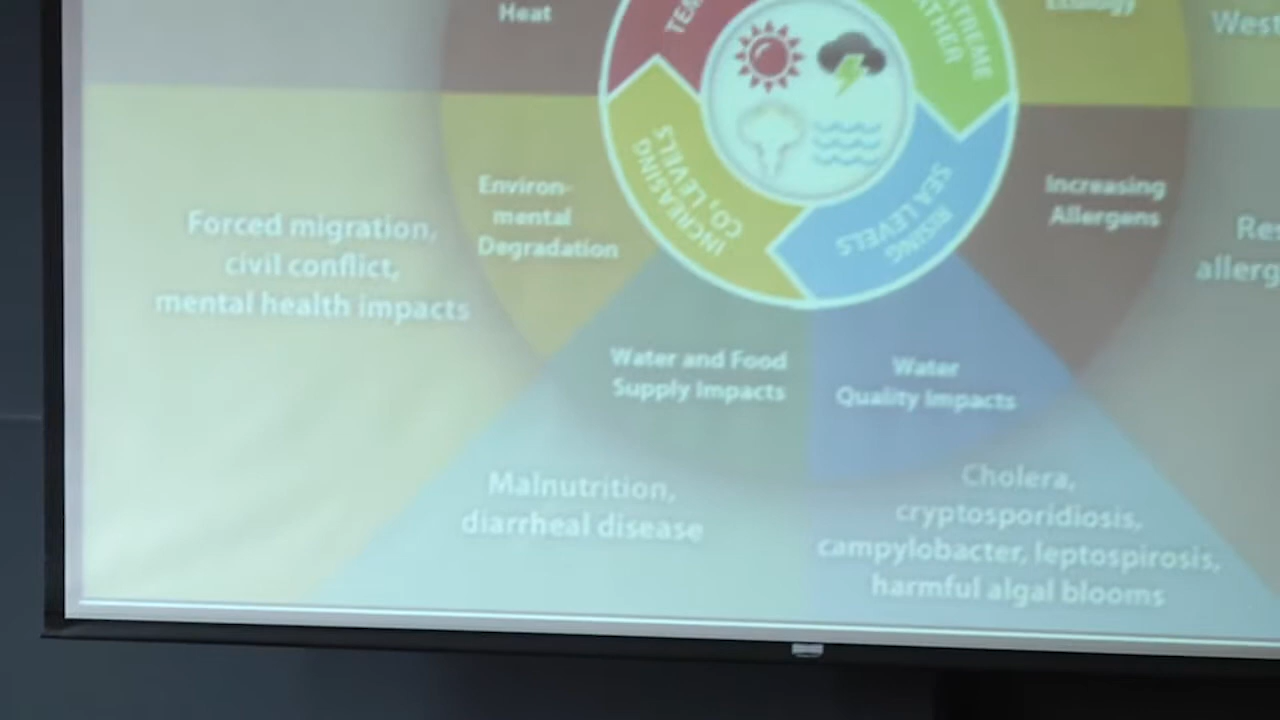 Heat
EXTREME
Ecology
West
Environ-
mental
Degradation
INCREASING
CO₂ LEVELS
RISING
SEA LEVELS
Increasing
Allergens
Forced migration,
civil conflict,
mental health impacts
Water and Food
Supply Impacts
Water
Quality Impacts
Malnutrition,
diarrheal disease
Cholera,
cryptosporidiosis,
campylobacter, leptospirosis,
harmful algal blooms